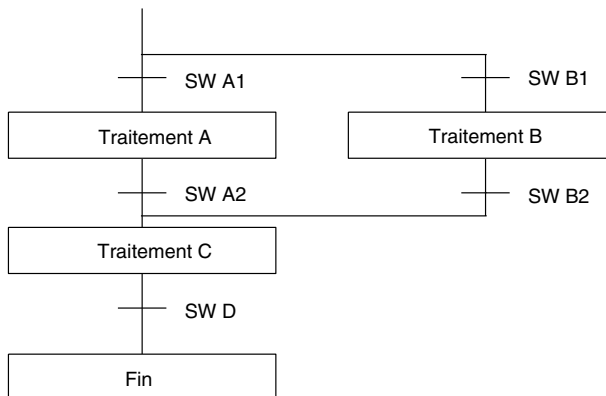 SW A1
SW B1
Traitement A
Traitement B
SW A2
SW B2
Traitement C
SW D
Fin